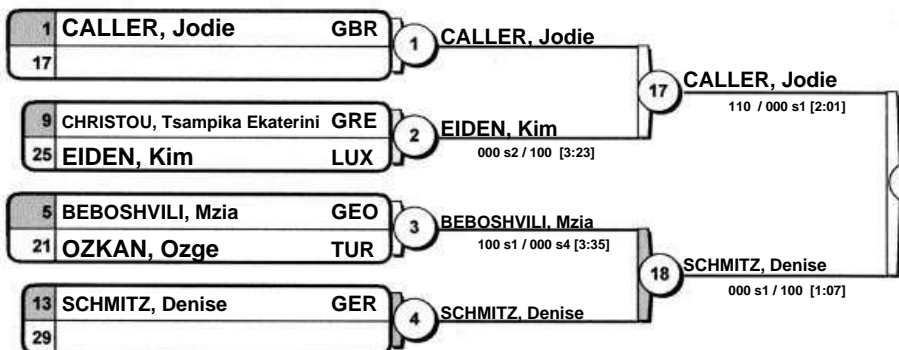 1 CALLER, Jodie GBR
17
1
CALLER, Jodie
17
CALLER, Jodie
110 / 000 s1 [2:01]
9 CHRISTOU, Tsampika Ekaterini GRE
25 EIDEN, Kim LUX
2
EIDEN, Kim
000 s2 / 100 [3:23]
5 BEBOSHVILI, Mzia GEO
21 OZKAN, Ozge TUR
3
BEBOSHVILI, Mzia
100 s1 / 000 s4 [3:35]
18
SCHMITZ, Denise
000 s1 / 100 [1:07]
13 SCHMITZ, Denise GER
29
4
SCHMITZ, Denise